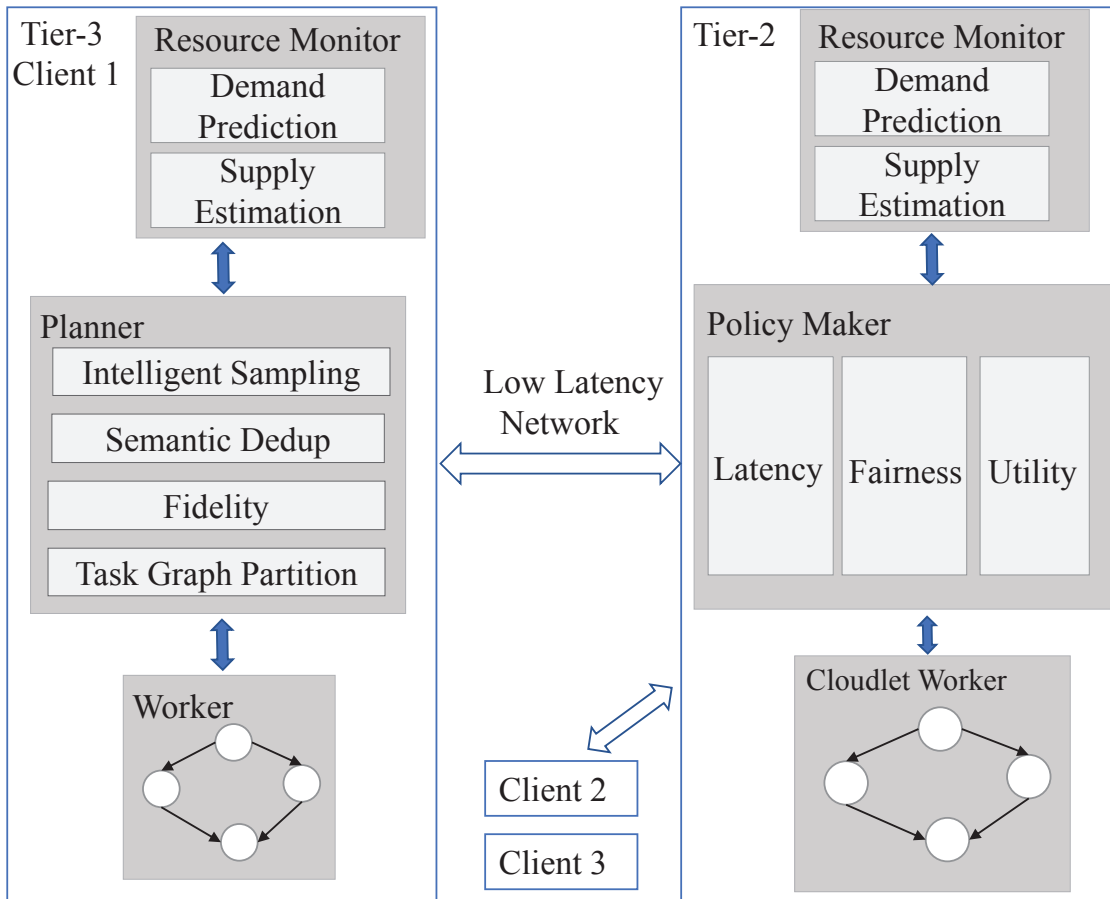 Tier-3
Client 1
Resource Monitor
Demand
Prediction
Supply
Estimation
Planner
Intelligent Sampling
Semantic Dedup
Fidelity
Task Graph Partition
Worker
Low Latency
Network
Client 2
Client 3
Tier-2
Resource Monitor
Demand
Prediction
Supply
Estimation
Policy Maker
Latency
Fairness
Utility
Cloudlet Worker